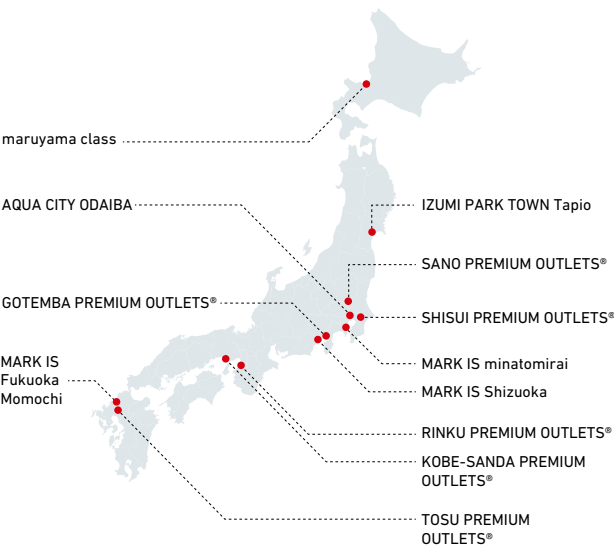 maruyama class
AQUA CITY ODAIBA
IZUMI PARK TOWN Tapio
SANO PREMIUM OUTLETS®
GOTEMBA PREMIUM OUTLETS®
SHISUI PREMIUM OUTLETS®
MARK IS
Fukuoka
Momochi
MARK IS minatomirai
MARK IS Shizuoka
RINKU PREMIUM OUTLETS®
KOBE-SANDA PREMIUM
OUTLETS®
TOSU PREMIUM
OUTLETS®